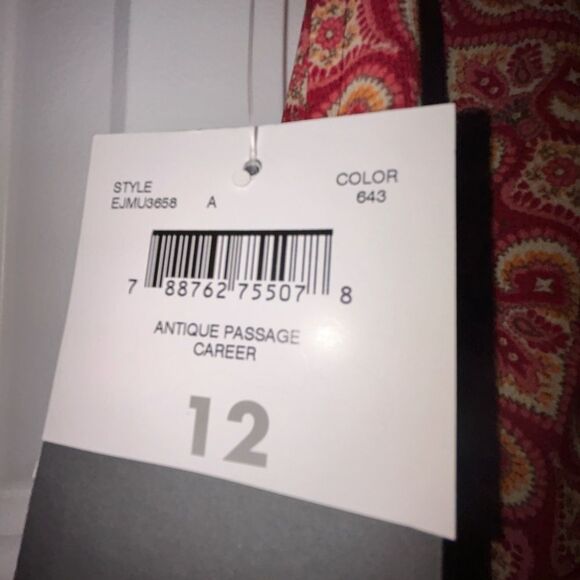 STYLE
EJMU3658 A
COLOR
643
7 88762 75507 8
ANTIQUE PASSAGE
CAREER
12